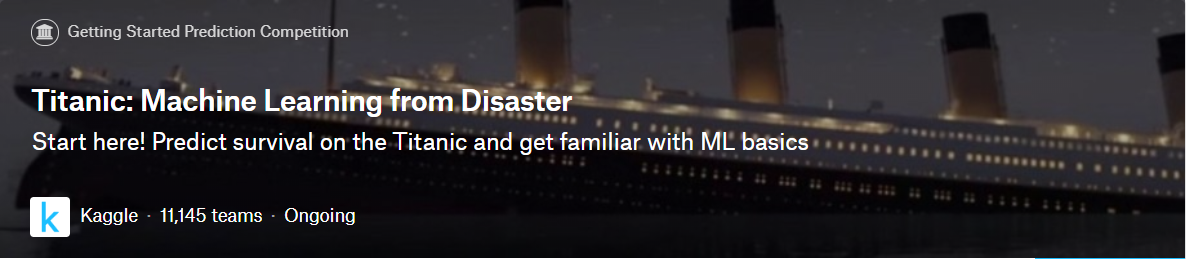 Getting Started Prediction Competition
Titanic: Machine Learning from Disaster
Start here! Predict survival on the Titanic and get familiar with ML basics
k
Kaggle · 11,145 teams · Ongoing